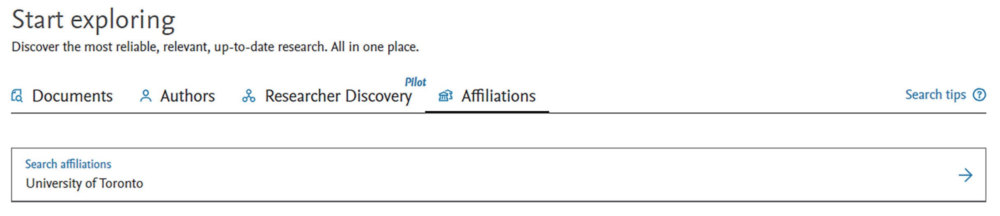 Start exploring
Discover the most reliable, relevant, up-to-date research. All in one place.
Documents Authors Researcher Discovery Pilot Affiliations Search tips
Search affiliations
University of Toronto